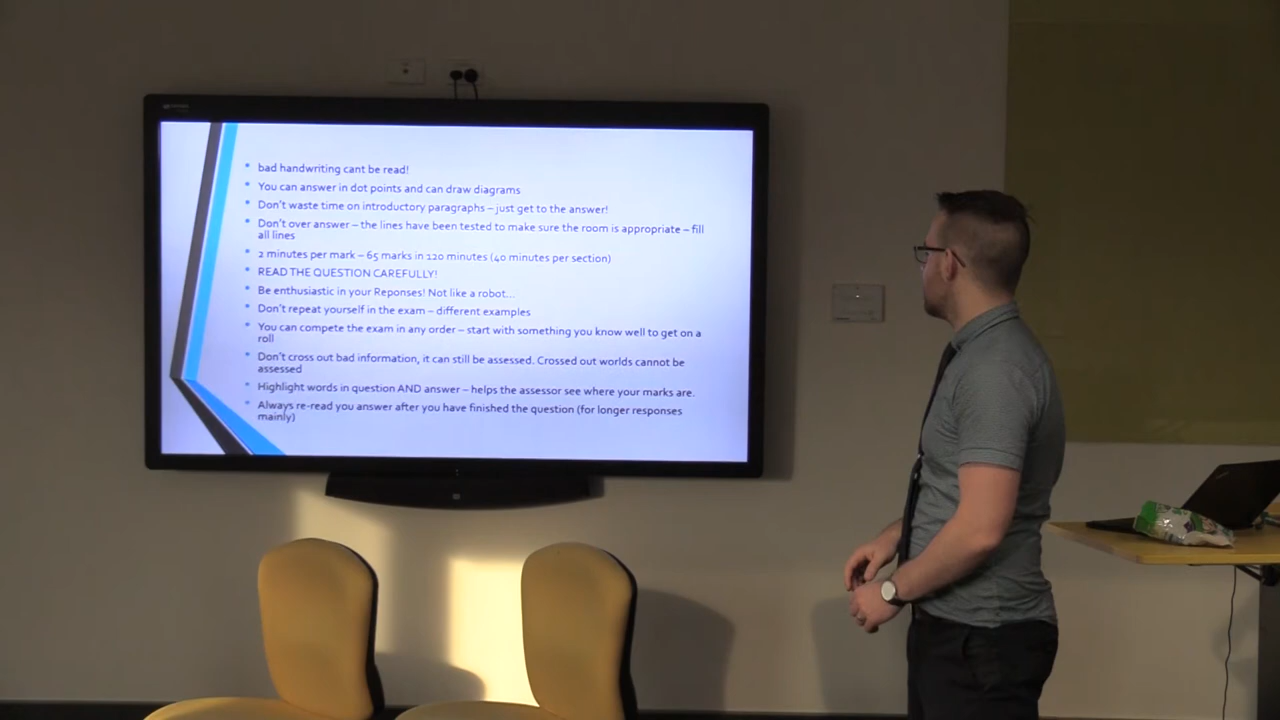 bad handwriting cant be read!
You can answer in dot points and can draw diagrams
Don't waste time on introductory paragraphs – just get to the answer!
Don't over answer – the lines have been tested to make sure the room is appropriate – fill
all lines
2 minutes per mark – 65 marks in 120 minutes (40 minutes per section)
READ THE QUESTION CAREFULLY!
Be enthusiastic in your Reponses! Not like a robot...
Don't repeat yourself in the exam – different examples
You can compete the exam in any order – start with something you know well to get on a
roll
Don't cross out bad information, it can still be assessed. Crossed out worlds cannot be
assessed
Highlight words in question AND answer – helps the assessor see where your marks are.
Always re-read you answer after you have finished the question (for longer responses
mainly)